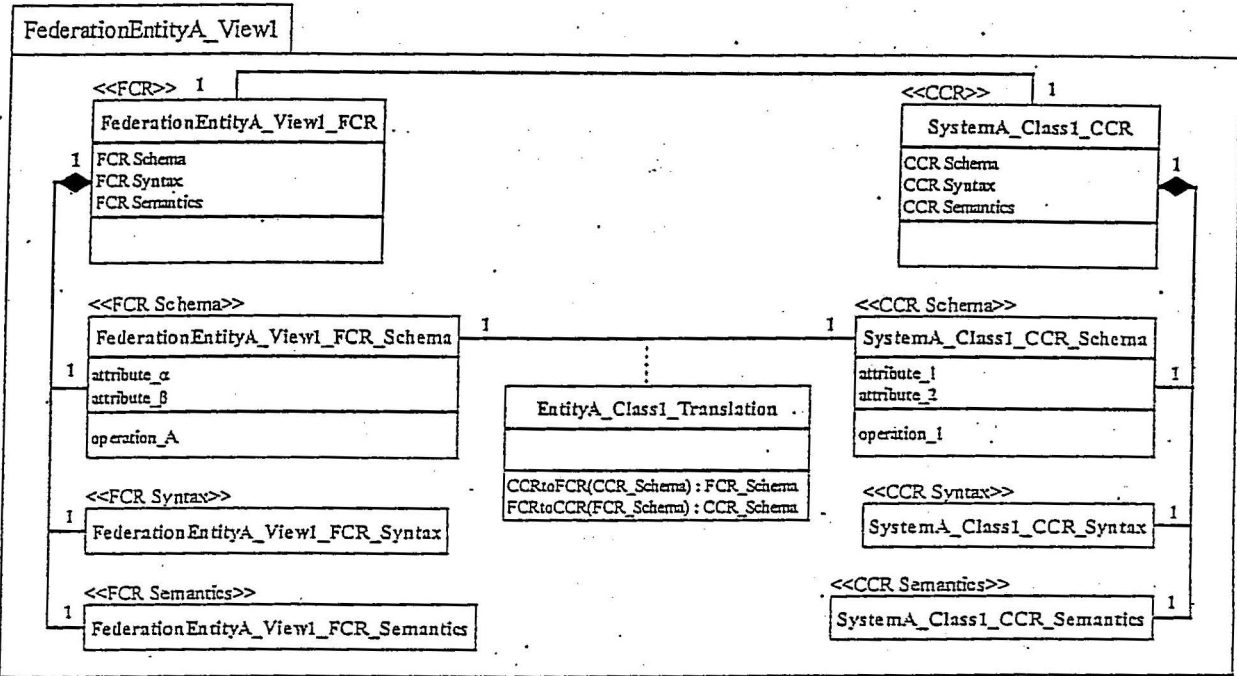 FederationEntityA_View1
<<FCR>> 1
1 <<CCR>>
FederationEntityA_View1_FCR
FCR Schema
FCR Syntax
FCR Semantics
1
SystemA_Class1_CCR
CCR Schema
CCR Syntax
CCR Semantics
1
<<FCR Schema>>
FederationEntityA_View1_FCR_Schema
attribute_α
attribute_β
operation_A
1
1
1
<<CCR Schema>>
SystemA_Class1_CCR_Schema
attribute_1
attribute_2
operation_1
1
EntityA_Class1_Translation
CCRtoFCR(CCR_Schema) : FCR_Schema
FCRtoCCR(FCR_Schema) : CCR_Schema
<<FCR Syntax>>
1
FederationEntityA_View1_FCR_Syntax
<<CCR Syntax>>
SystemA_Class1_CCR_Syntax
1
<<FCR Semantics>>
1
FederationEntityA_View1_FCR_Semantics
<<CCR Semantics>>
SystemA_Class1_CCR_Semantics
1